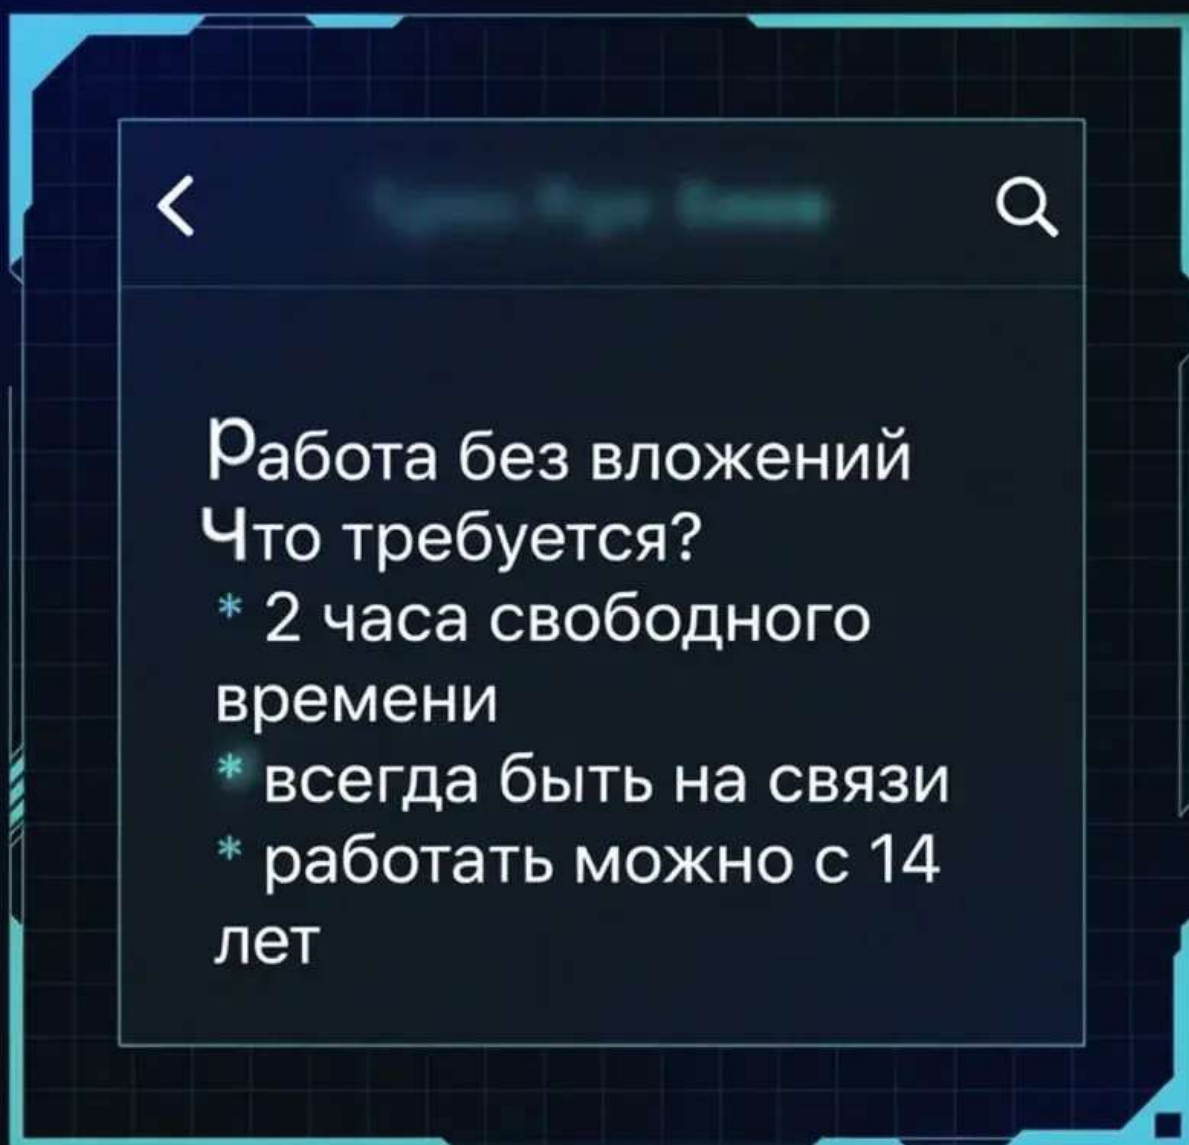 Работа без вложений
Что требуется?
* 2 часа свободного
времени
* всегда быть на связи
* работать можно с 14
лет